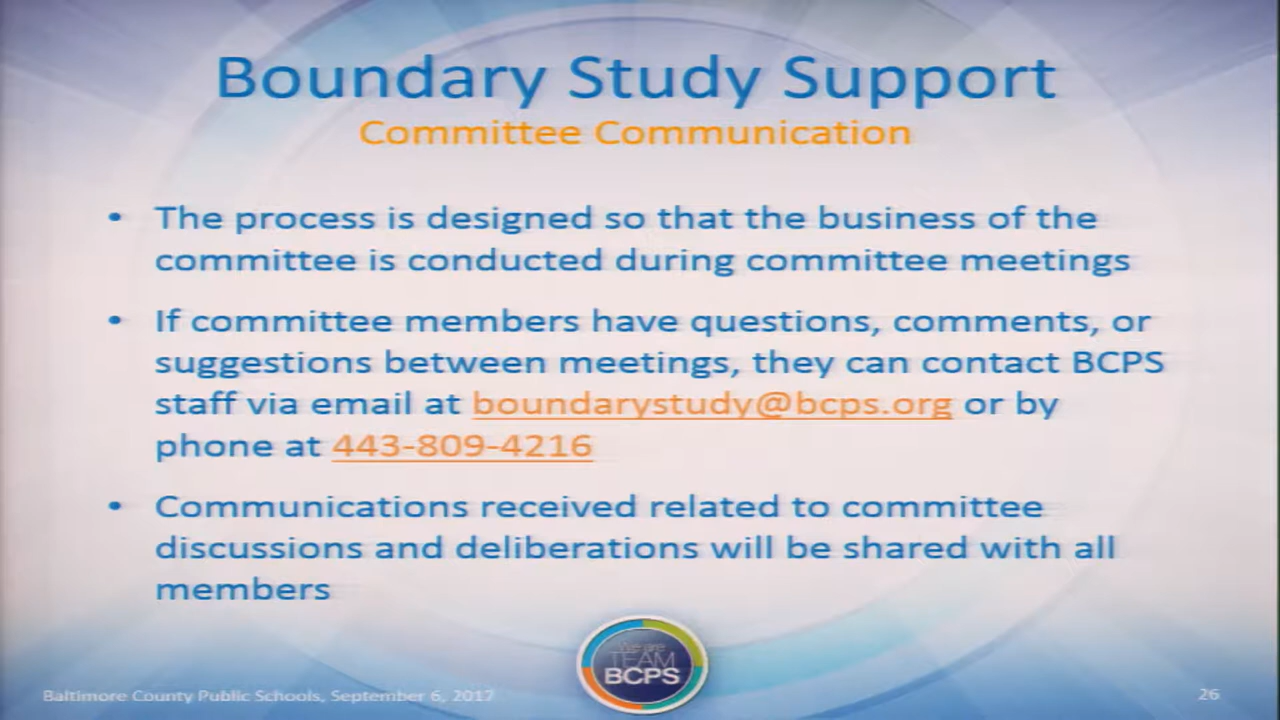 Boundary Study Support
Committee Communication
• The process is designed so that the business of the
committee is conducted during committee meetings
• If committee members have questions, comments, or
suggestions between meetings, they can contact BCPS
staff via email at boundarystudy@bcps.org or by
phone at 443-809-4216
• Communications received related to committee
discussions and deliberations will be shared with all
members
We are
TEAM
BCPS
Baltimore County Public Schools, September 6, 2017
26